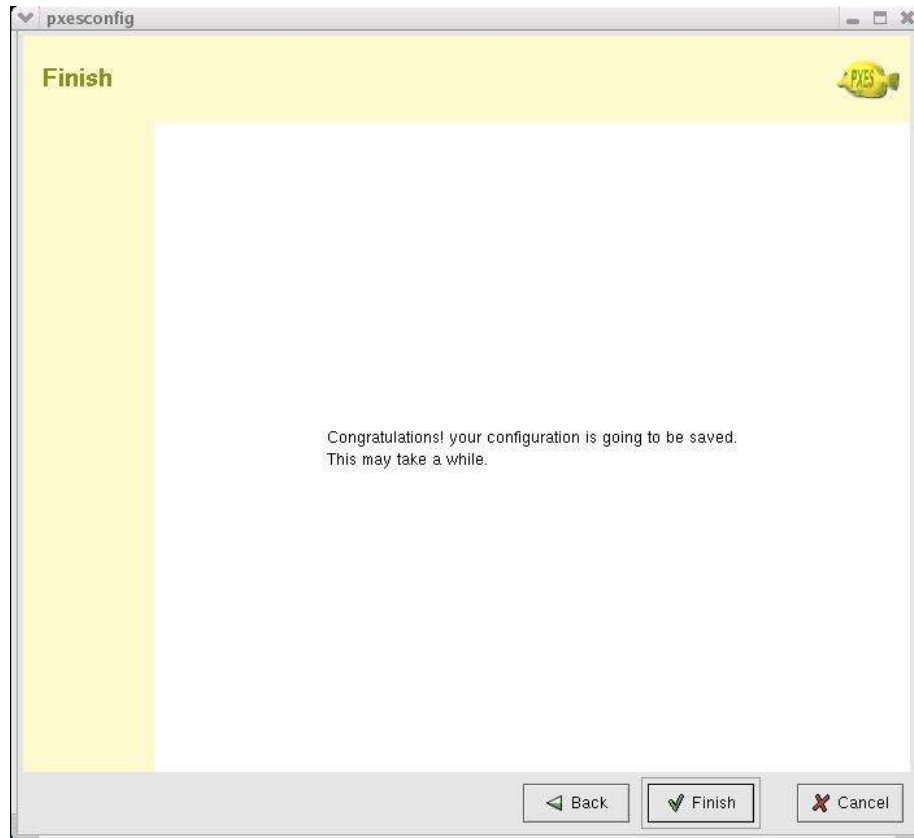 pxesconfig
Finish
PXES
Congratulations! your configuration is going to be saved.
This may take a while.
Back
Finish
Cancel